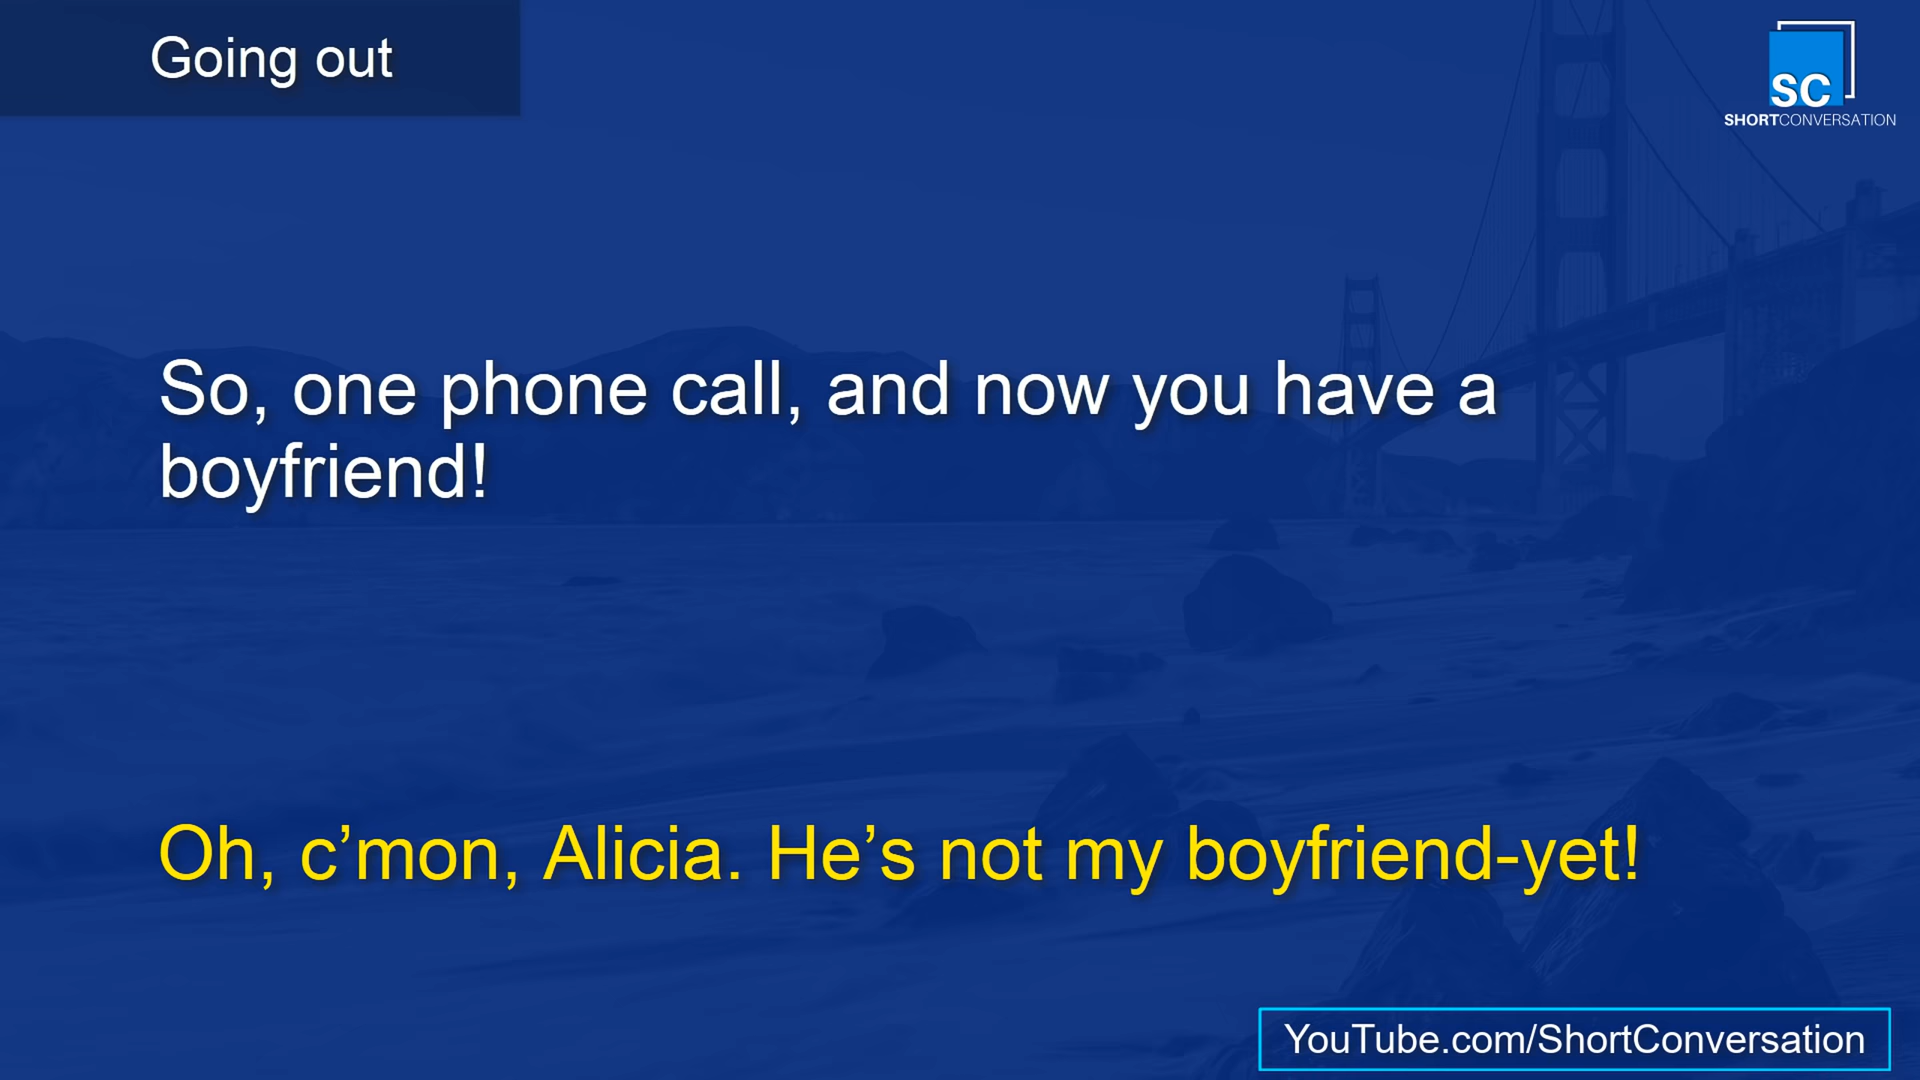 Going out
SC
SHORTCONVERSATION
So, one phone call, and now you have a
boyfriend!
Oh, c’mon, Alicia. He’s not my boyfriend-yet!
YouTube.com/ShortConversation